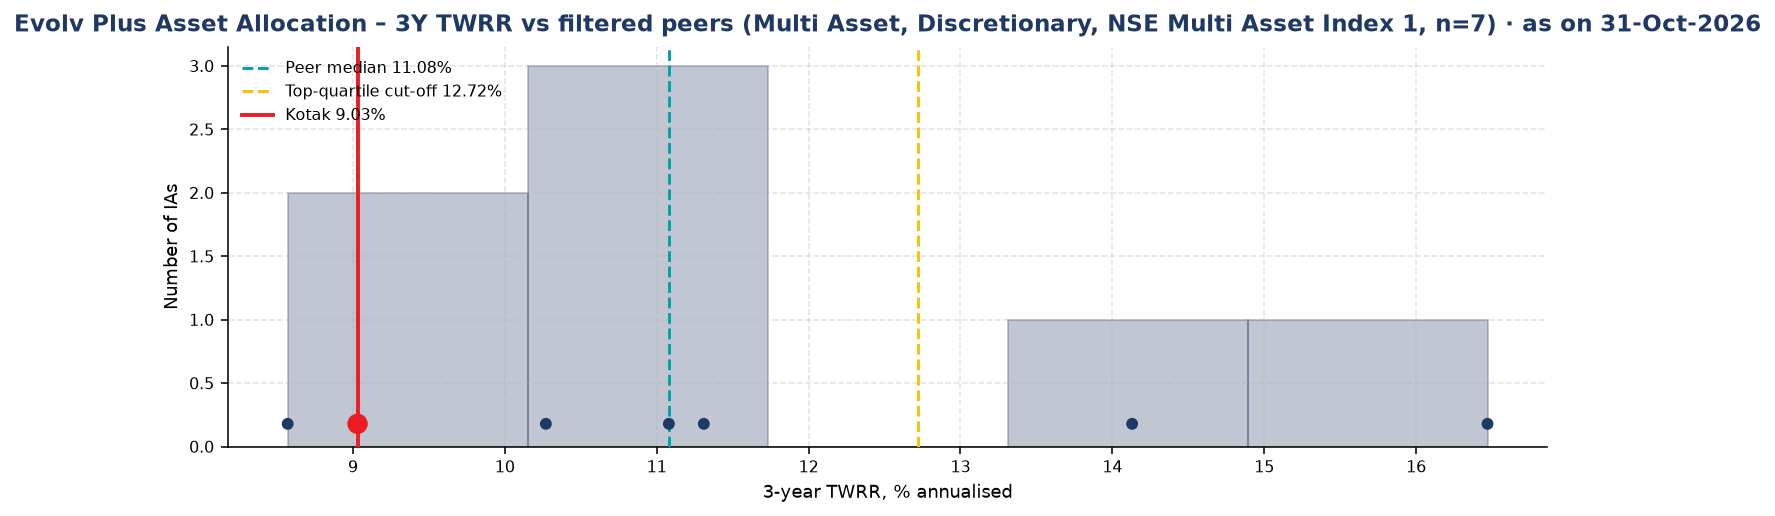 Evolv Plus Asset Allocation – 3Y TWRR vs filtered peers (Multi Asset, Discretionary, NSE Multi Asset Index 1, n=7) · as on 31-Oct-2026
Peer median 11.08%
Top-quartile cut-off 12.72%
Kotak 9.03%
Number of IAs
3.0
2.5
2.0
1.5
1.0
0.5
0.0
9 10 11 12 13 14 15 16
3-year TWRR, % annualised